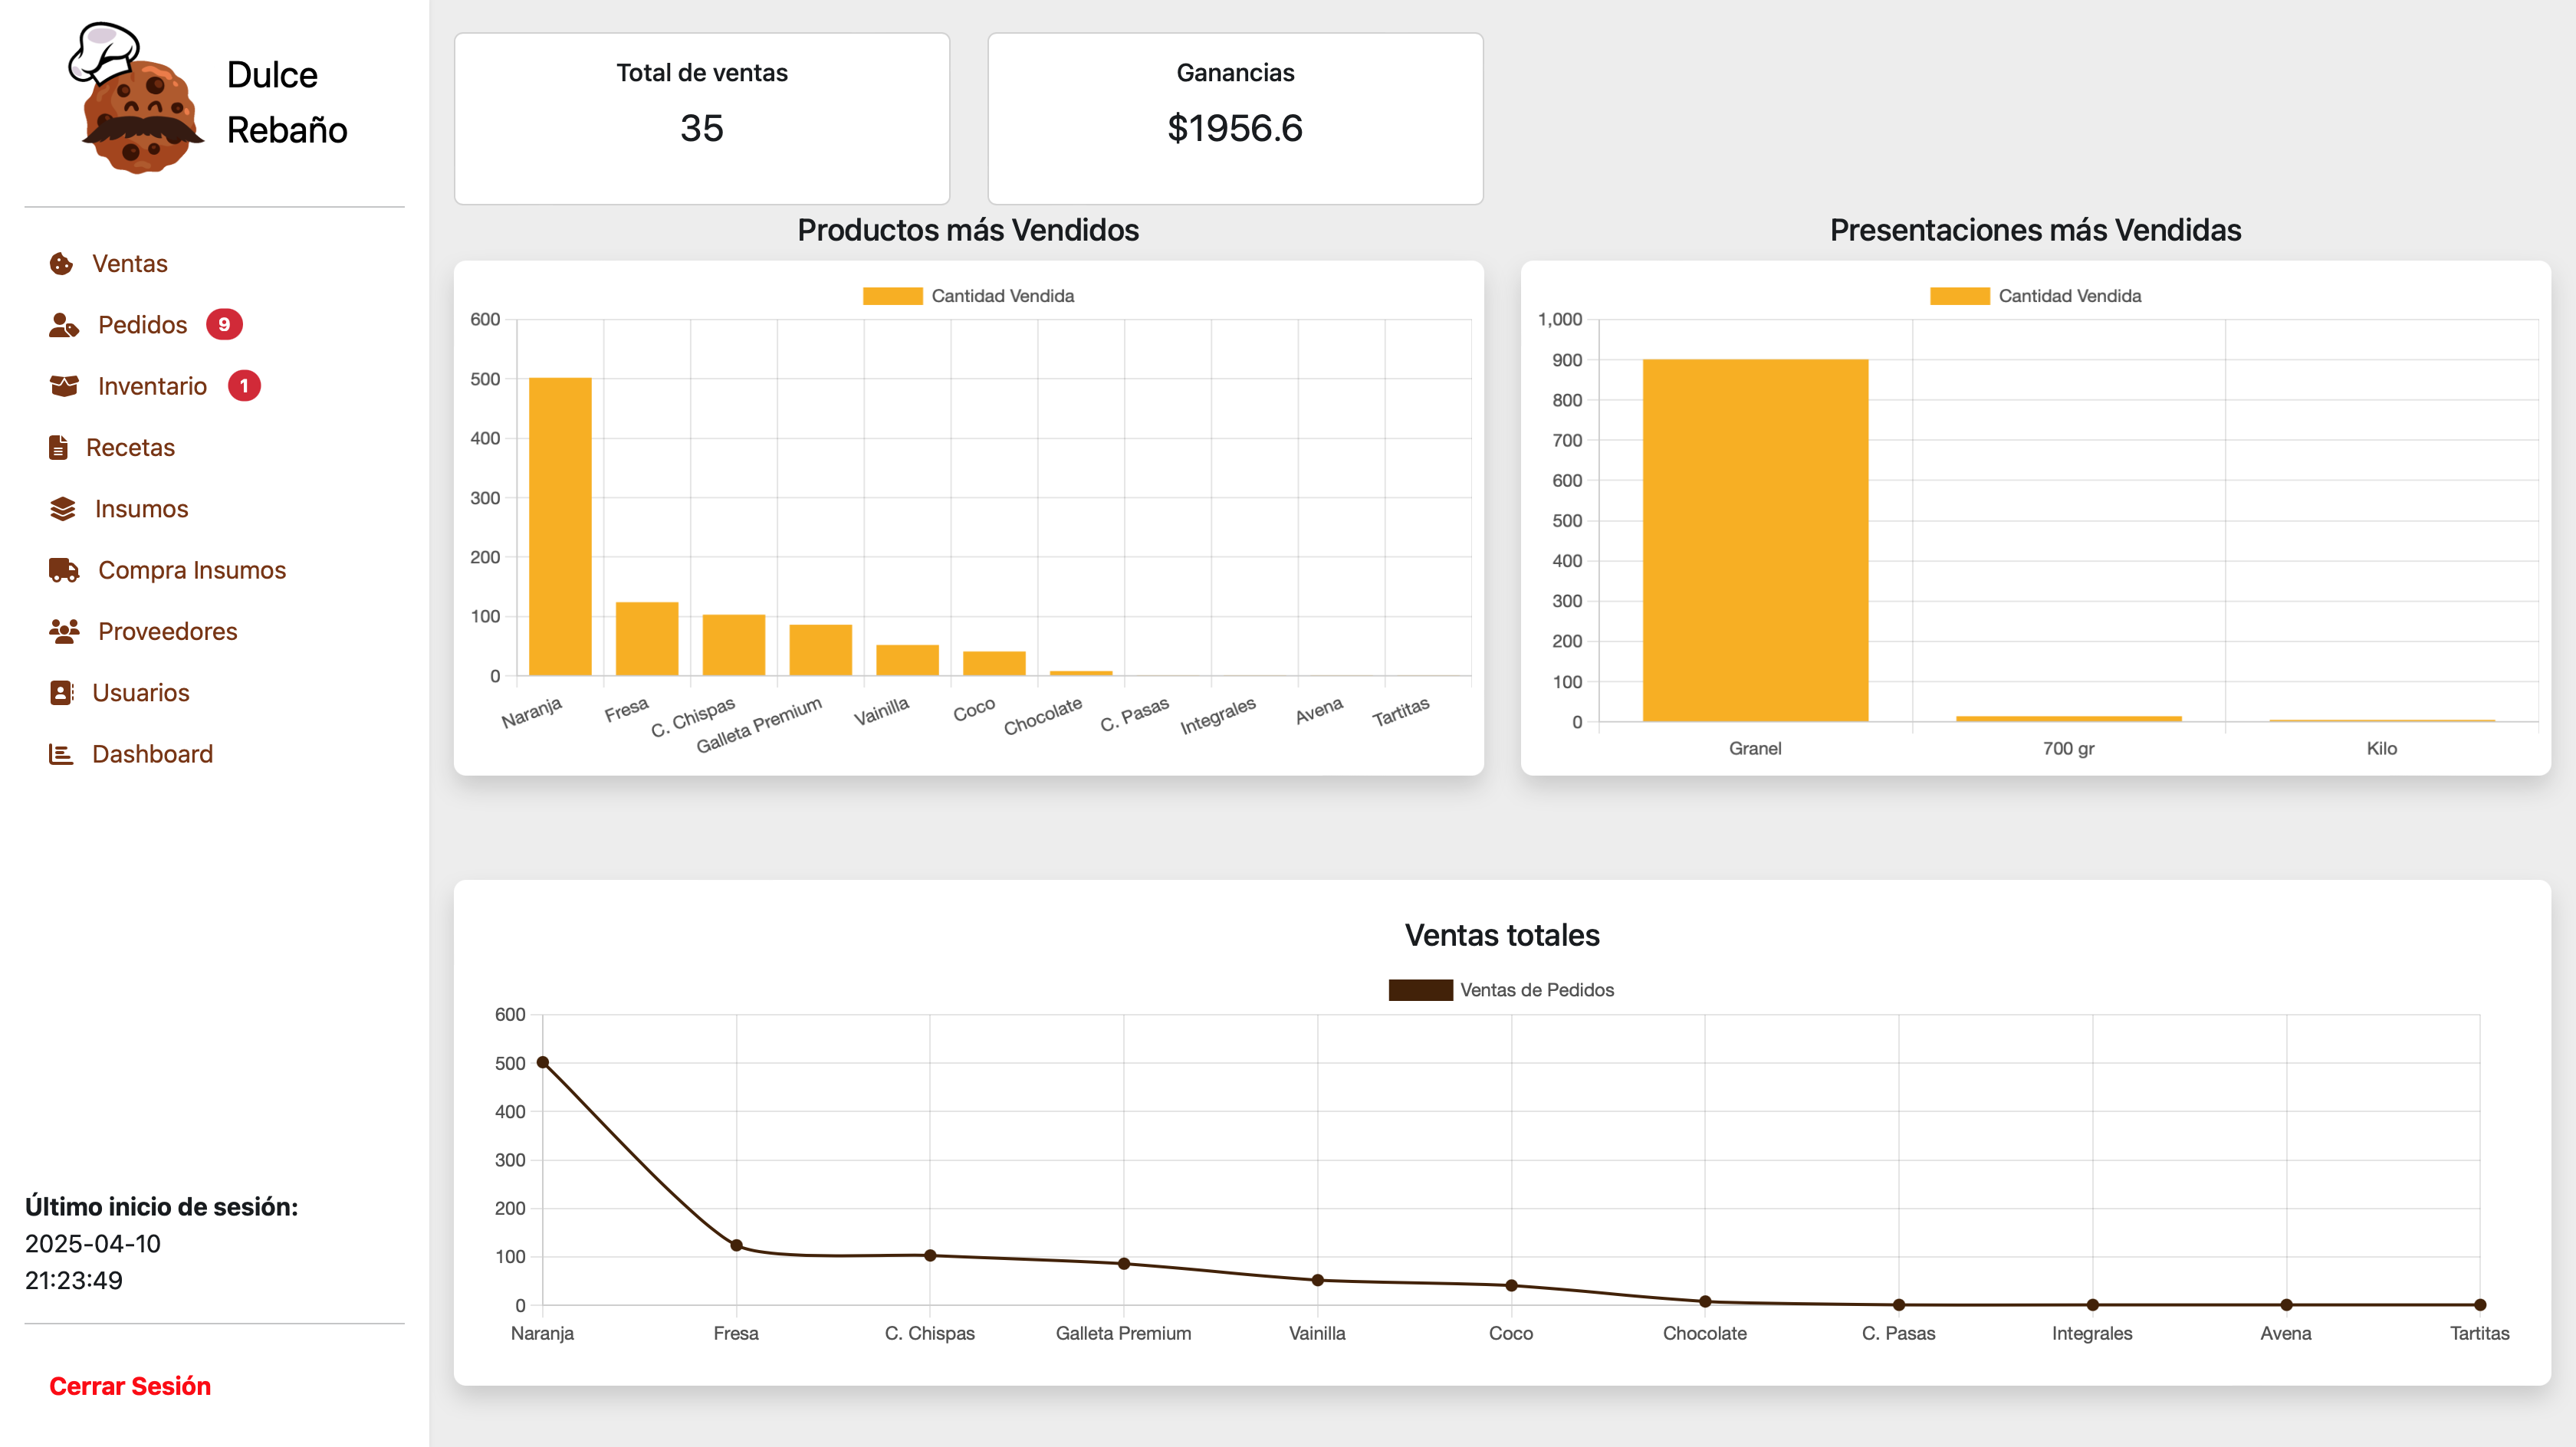 Dulce
Rebaño
Ventas
Pedidos 9
Inventario 1
Recetas
Insumos
Compra Insumos
Proveedores
Usuarios
Dashboard
Último inicio de sesión:
2025-04-10
21:23:49
Cerrar Sesión
Total de ventas
35
Ganancias
$1956.6
Productos más Vendidos
Cantidad Vendida
600
500
400
300
200
100
0
Naranja Fresa C. Chispas Galleta Premium Vainilla Coco Chocolate C. Pasas Integrales Avena Tartitas
Presentaciones más Vendidas
Cantidad Vendida
1,000
900
800
700
600
500
400
300
200
100
0
Granel 700 gr Kilo
Ventas totales
Ventas de Pedidos
600
500
400
300
200
100
0
Naranja Fresa C. Chispas Galleta Premium Vainilla Coco Chocolate C. Pasas Integrales Avena Tartitas